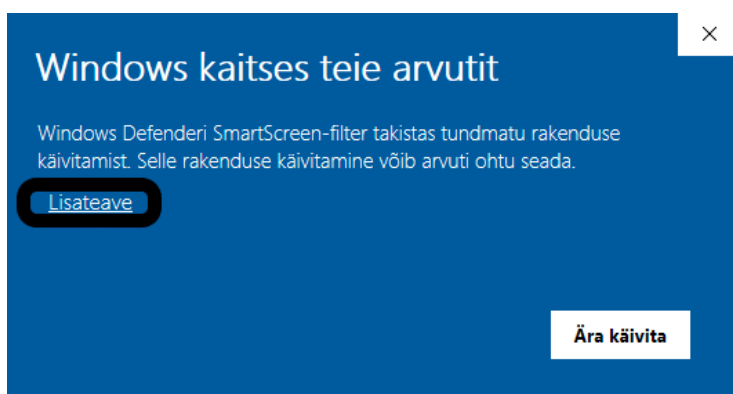 Windows kaitses teie arvutit
Windows Defenderi SmartScreen-filter takistas tundmatu rakenduse
käivitamist. Selle rakenduse käivitamine võib arvuti ohtu seada.
Lisateave
Ära käivita